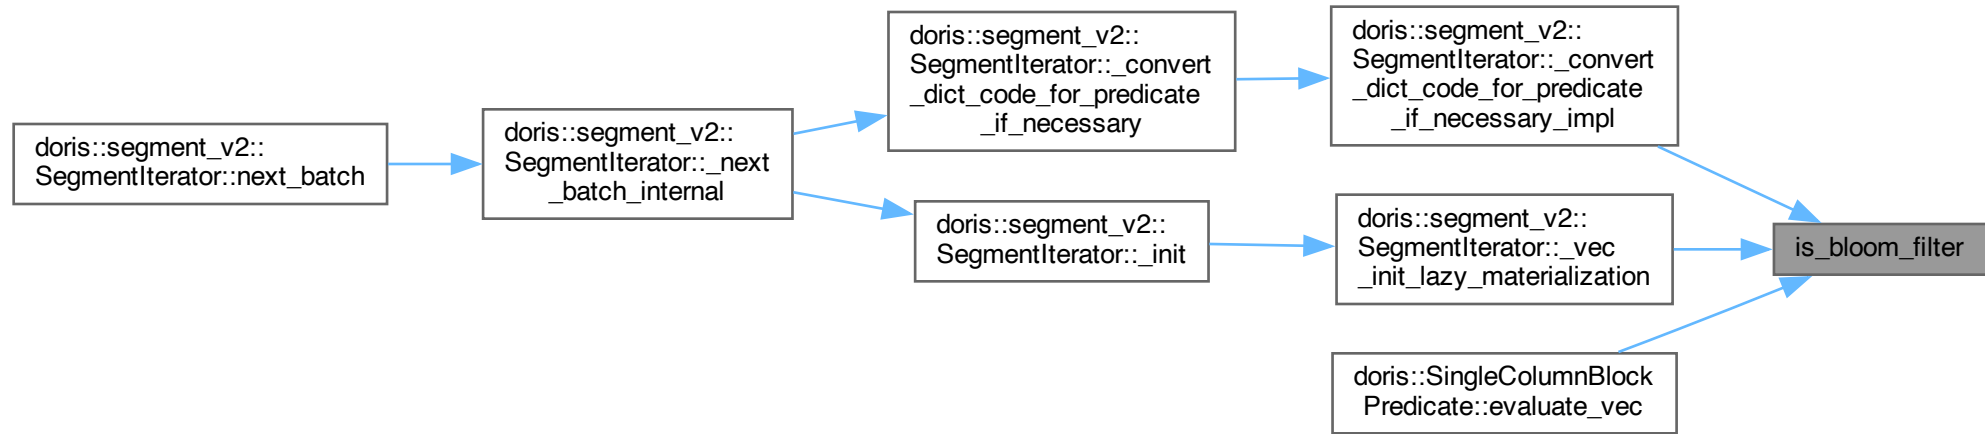 doris::segment_v2::
SegmentIterator::next_batch
doris::segment_v2::
SegmentIterator::_next
_batch_internal
doris::segment_v2::
SegmentIterator::_convert
_dict_code_for_predicate
_if_necessary
doris::segment_v2::
SegmentIterator::_init
doris::segment_v2::
SegmentIterator::_convert
_dict_code_for_predicate
_if_necessary_impl
doris::segment_v2::
SegmentIterator::_vec
_init_lazy_materialization
doris::SingleColumnBlock
Predicate::evaluate_vec
is_bloom_filter